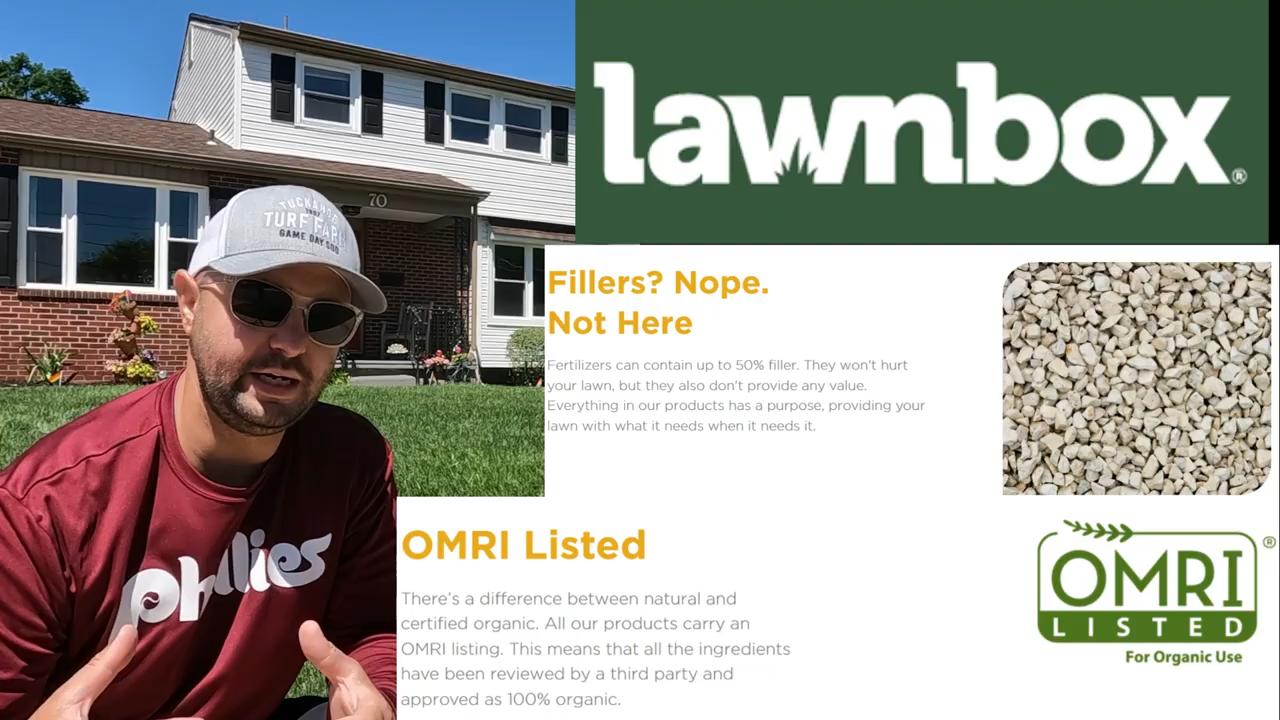 lawnbox®
70
TUCKAHOE
TURF FARM
GAME DAY SOD
Fillers? Nope.
Not Here
Fertilizers can contain up to 50% filler. They won't hurt
your lawn, but they also don't provide any value.
Everything in our products has a purpose, providing your
lawn with what it needs when it needs it.
phillies
OMRI Listed
There's a difference between natural and
certified organic. All our products carry an
OMRI listing. This means that all the ingredients
have been reviewed by a third party and
approved as 100% organic.
OMRI®
LISTED
For Organic Use